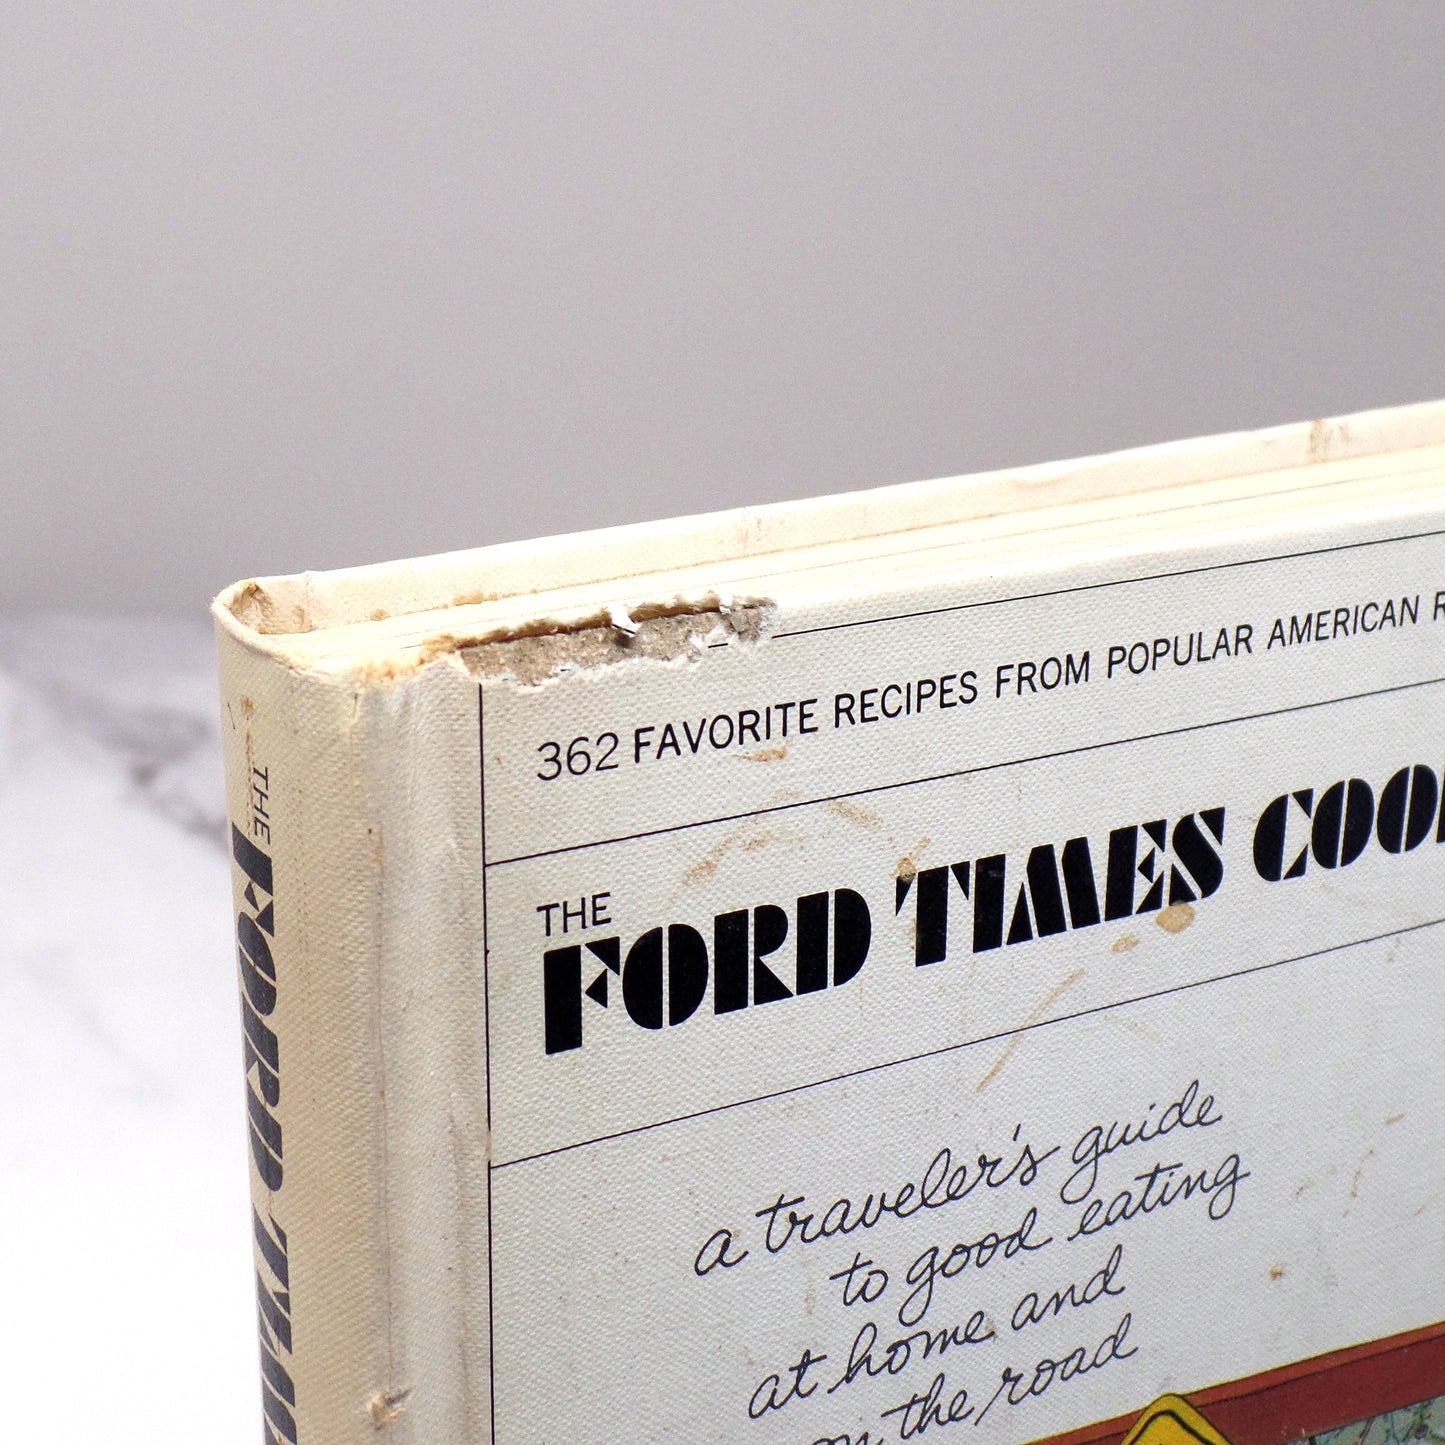 362 FAVORITE RECIPES FROM POPULAR AMERICAN
THE
FORD TIMES
a traveler's guide
to good eating
at home and
on the road
THE
FORD